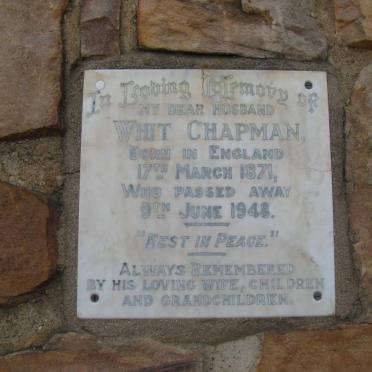 In Loving Memory of
MY DEAR HUSBAND
WHIT CHAPMAN,
BORN IN ENGLAND
17TH MARCH 1871,
WHO PASSED AWAY
9TH JUNE 1948.
"REST IN PEACE."
ALWAYS REMEMBERED
BY HIS LOVING WIFE, CHILDREN
AND GRANDCHILDREN.